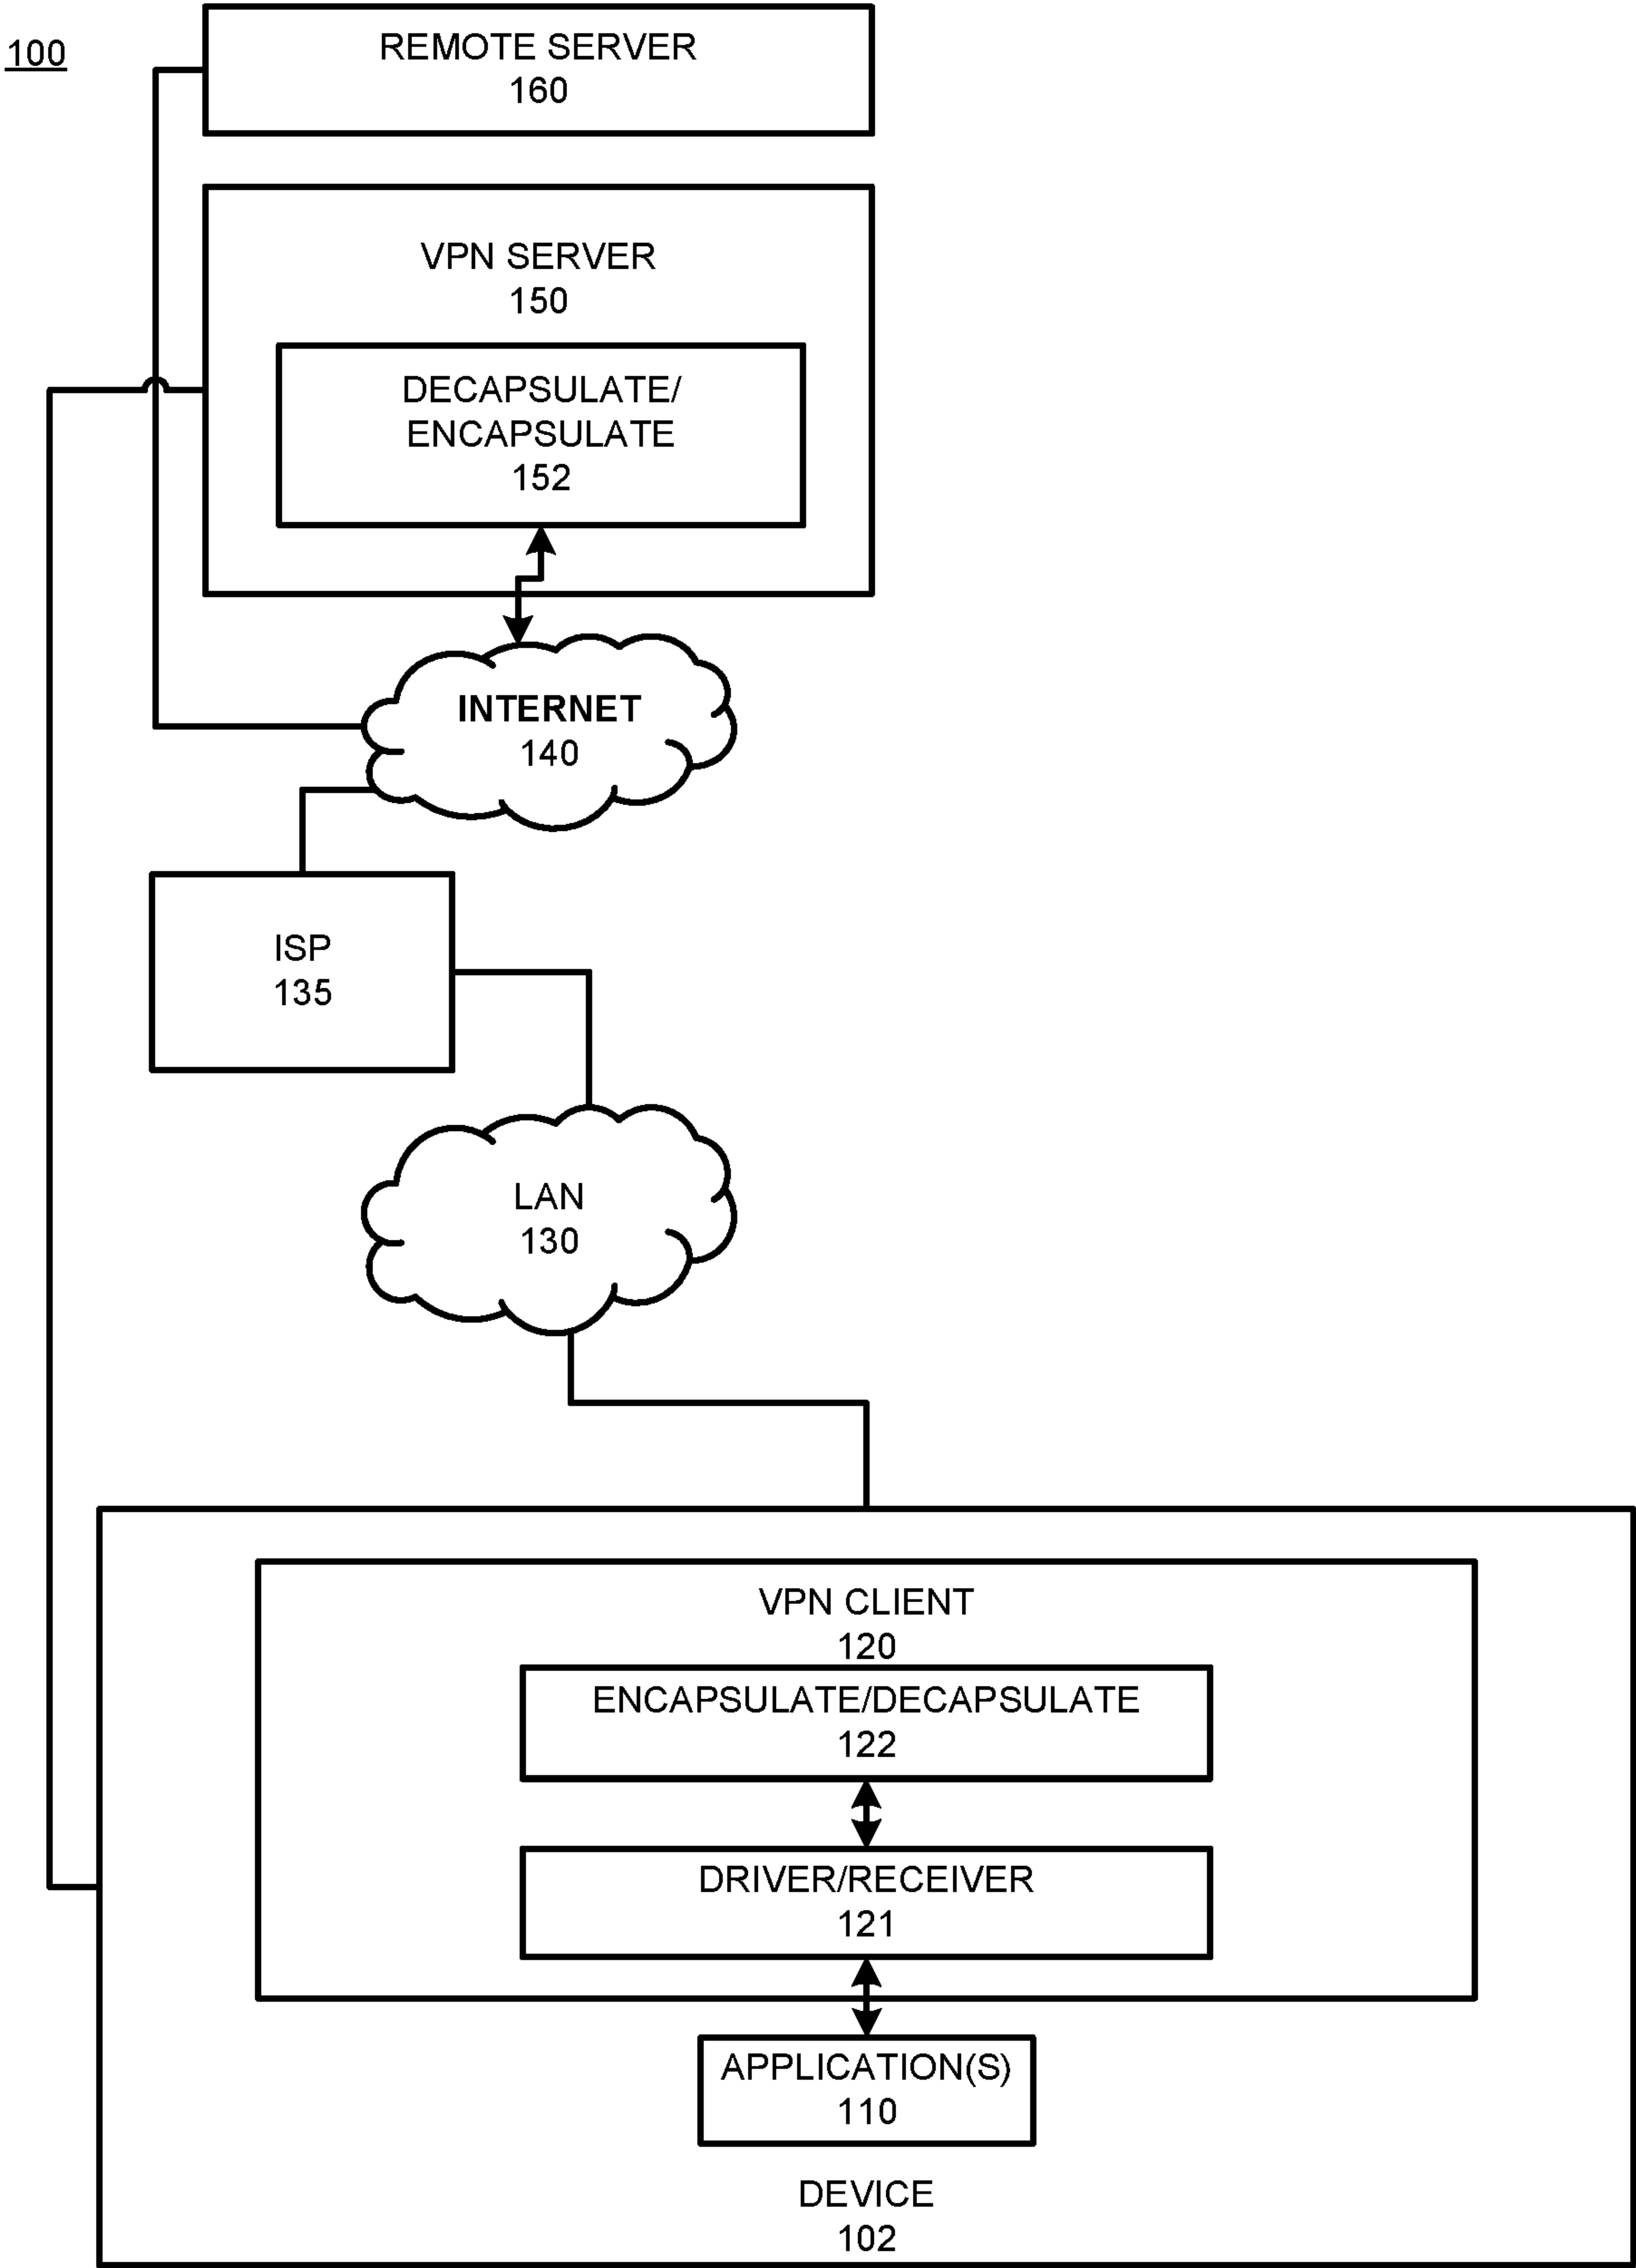 100
REMOTE SERVER
160
VPN SERVER
150
DECAPSULATE/
ENCAPSULATE
152
INTERNET
140
ISP
135
LAN
130
VPN CLIENT
120
ENCAPSULATE/DECAPSULATE
122
DRIVER/RECEIVER
121
APPLICATION(S)
110
DEVICE
102